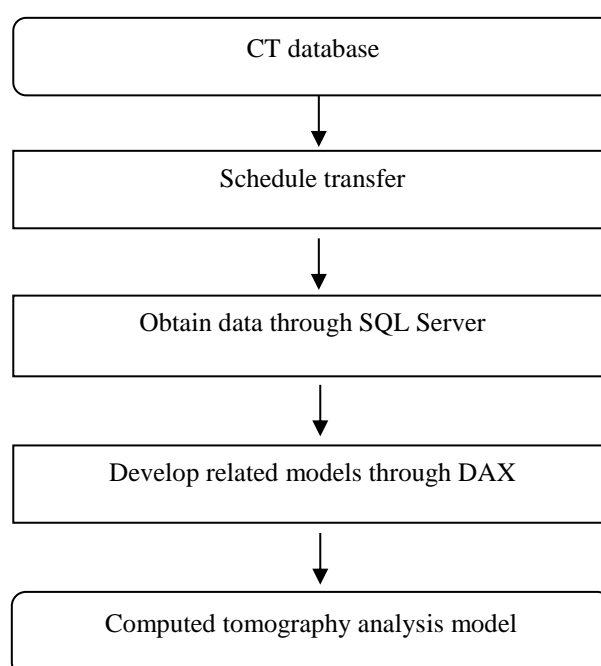 CT database
Schedule transfer
Obtain data through SQL Server
Develop related models through DAX
Computed tomography analysis model